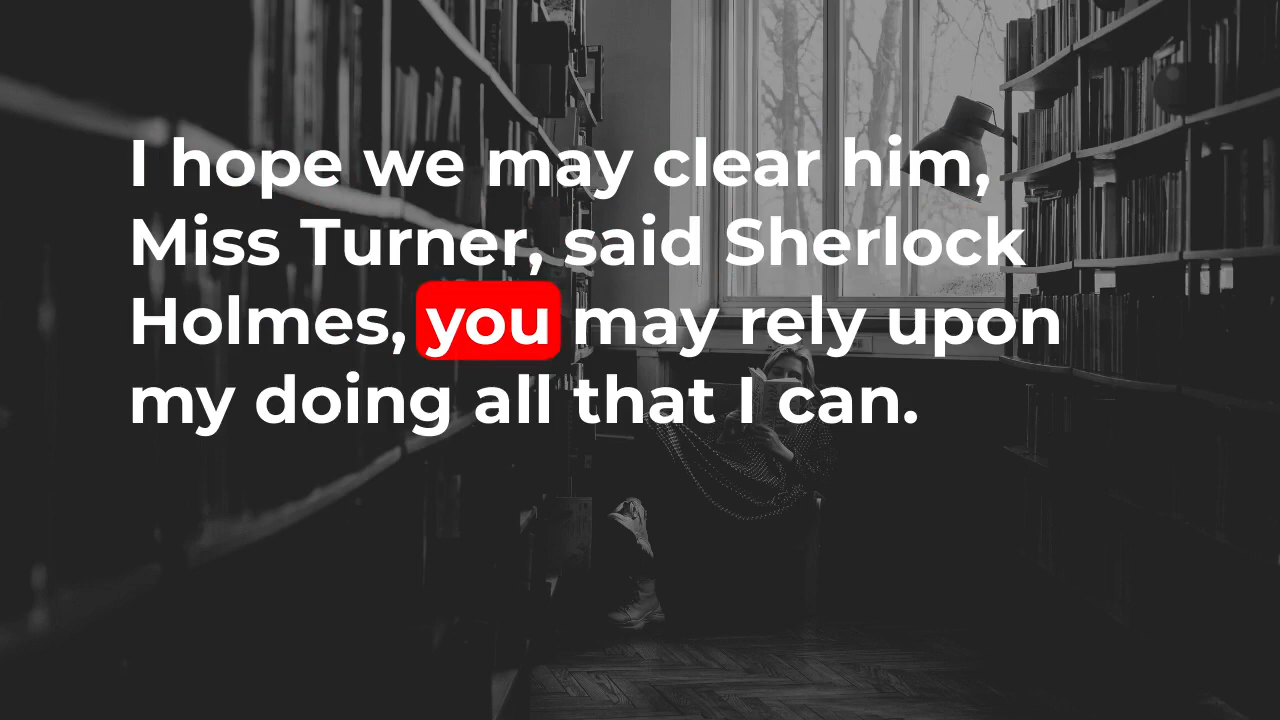 I hope we may clear him,
Miss Turner, said Sherlock
Holmes, you may rely upon
my doing all that I can.